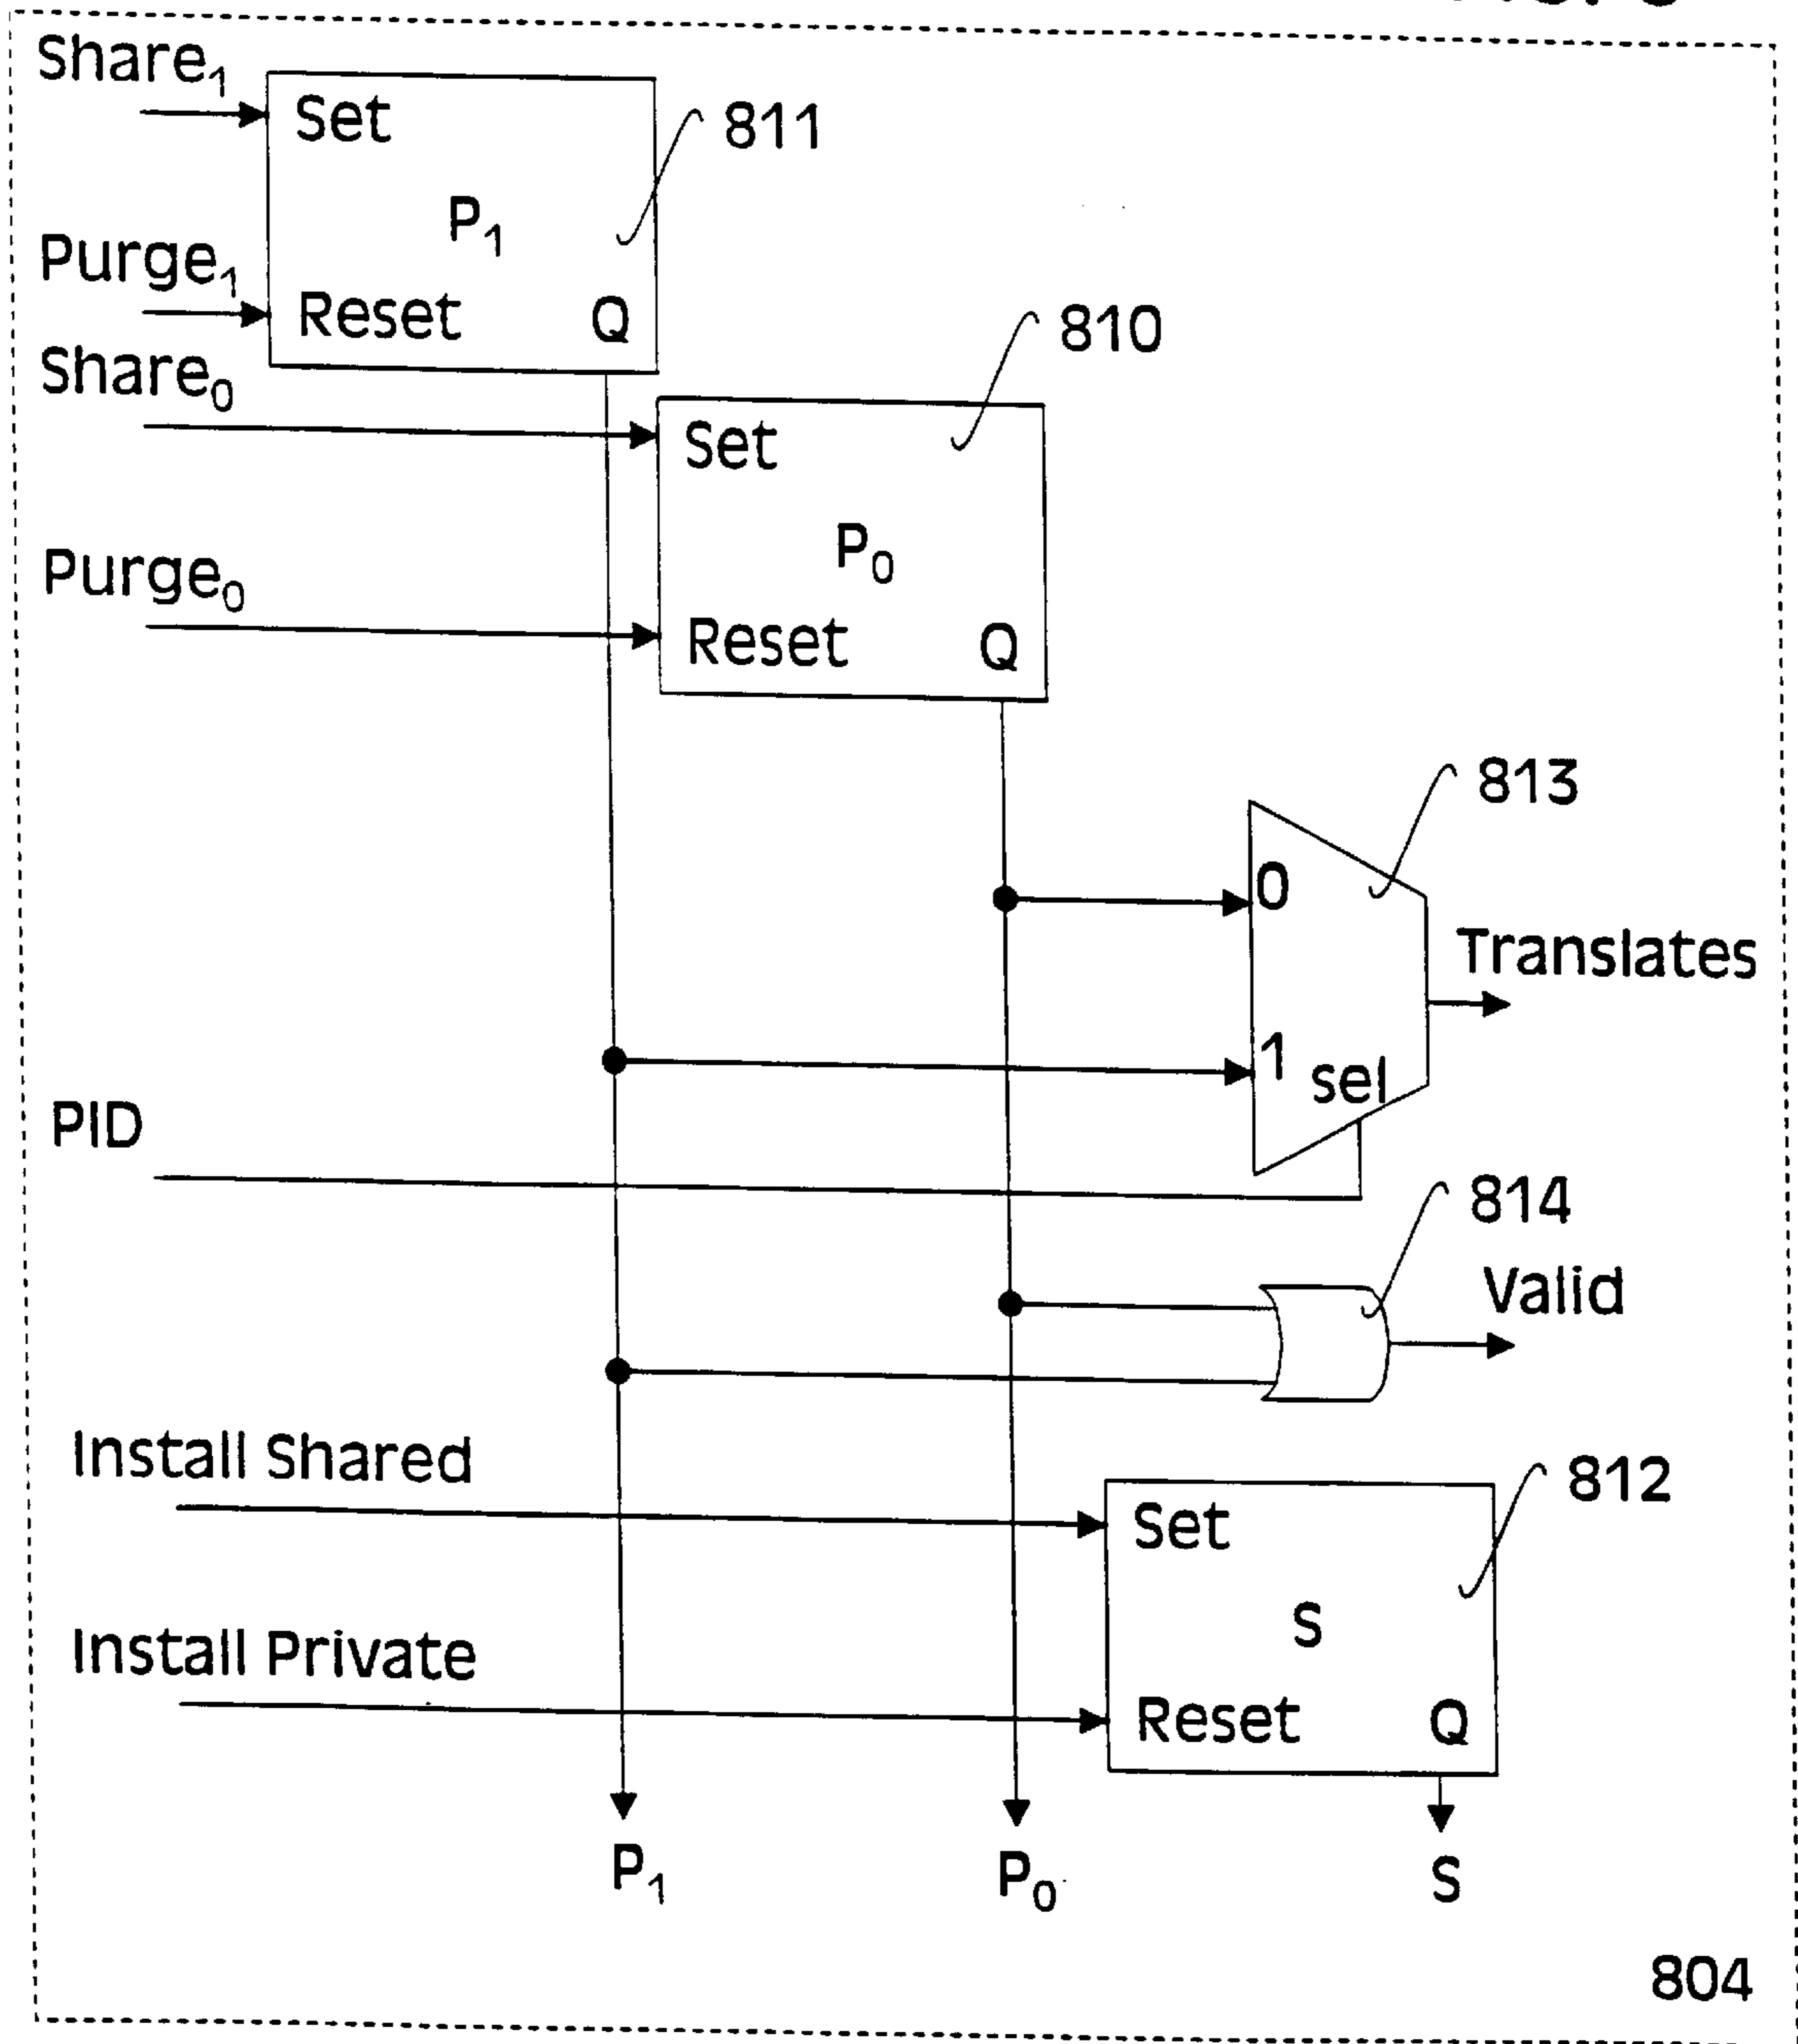 Share1
Set
811
P1
Purge1
Reset Q
Share0
810
Set
P0
Purge0
Reset Q
813
0
Translates
1 sel
PID
814
Valid
Install Shared
812
Set
S
Install Private
Reset Q
P1 P0 S
804